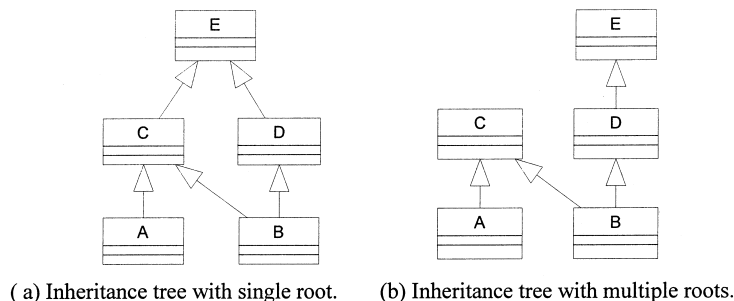 E
E
C
D
C
D
A
B
A
B
( a) Inheritance tree with single root.
(b) Inheritance tree with multiple roots.